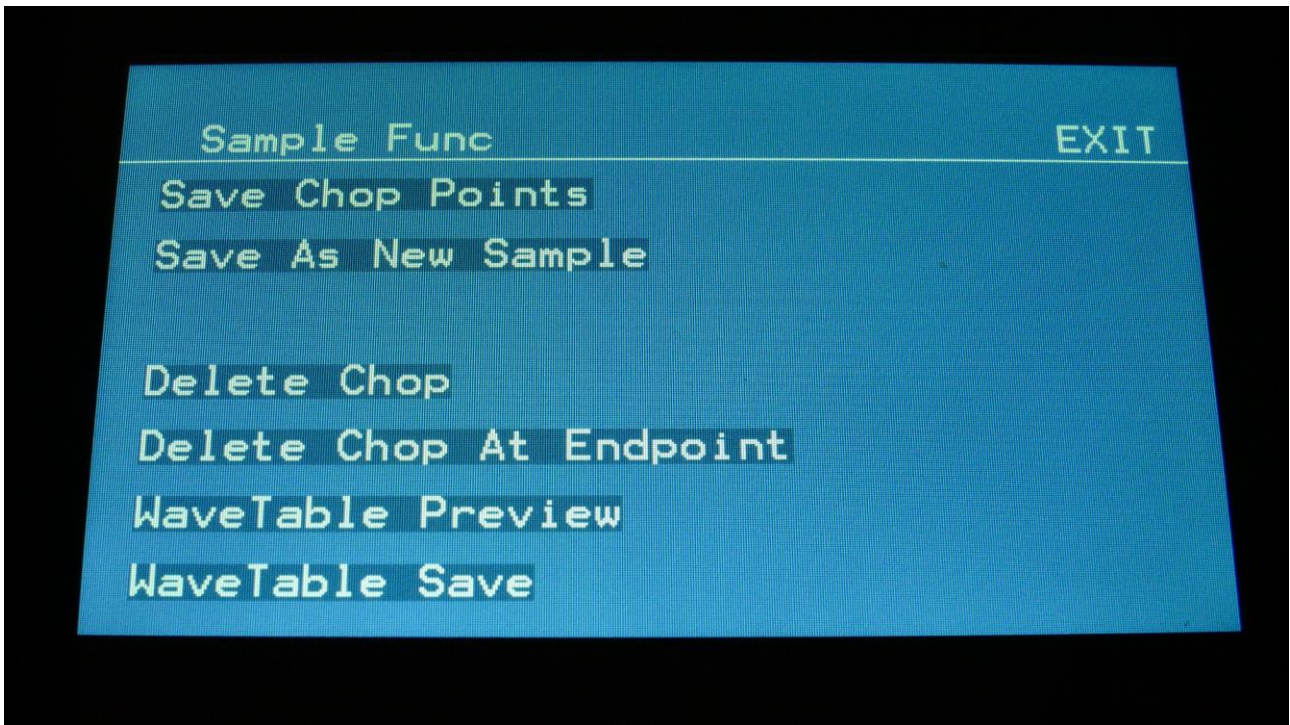 Sample Func EXIT
Save Chop Points
Save As New Sample
Delete Chop
Delete Chop At Endpoint
WaveTable Preview
WaveTable Save